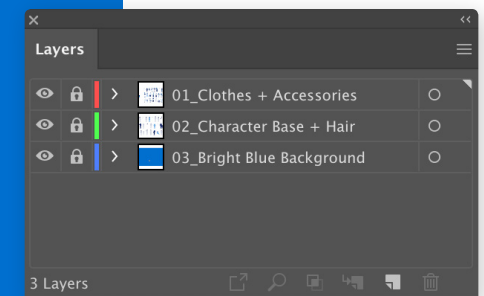 Layers
01_Clothes + Accessories
02_Character Base + Hair
03_Bright Blue Background
3 Layers